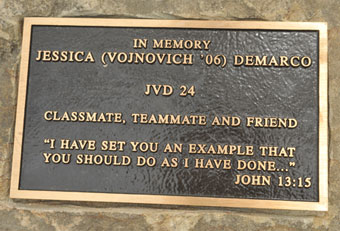 IN MEMORY
JESSICA (VOJNOVICH '06) DEMARCO
JVD 24
CLASSMATE, TEAMMATE AND FRIEND
"I HAVE SET YOU AN EXAMPLE THAT
YOU SHOULD DO AS I HAVE DONE..."
JOHN 13:15